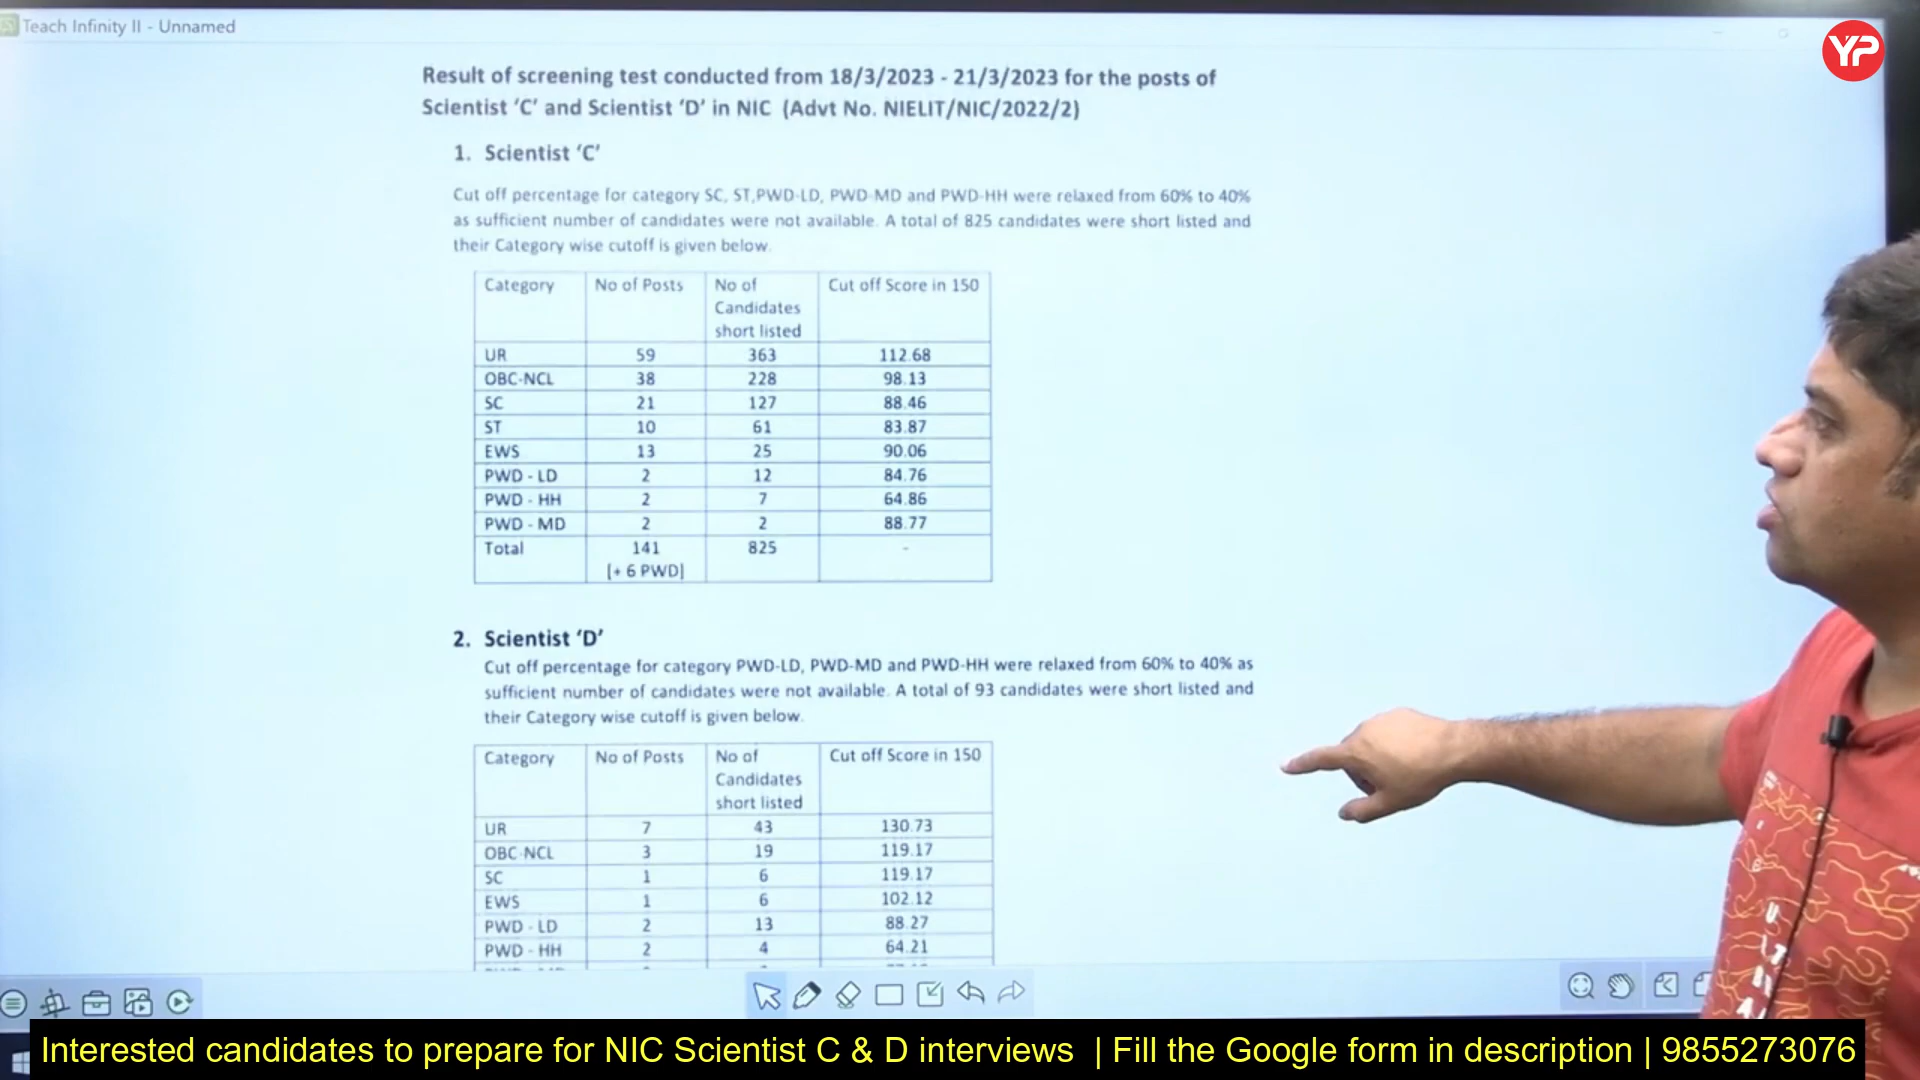 Teach Infinity II - Unnamed
YP
Result of screening test conducted from 18/3/2023 - 21/3/2023 for the posts of
Scientist ‘C’ and Scientist ‘D’ in NIC (Advt No. NIELIT/NIC/2022/2)
1. Scientist ‘C’
Cut off percentage for category SC, ST,PWD-LD, PWD-MD and PWD-HH were relaxed from 60% to 40%
as sufficient number of candidates were not available. A total of 825 candidates were short listed and
their Category wise cutoff is given below.
Category No of Posts No of Candidates short listed Cut off Score in 150
UR 59 363 112.68
OBC-NCL 38 228 98.13
SC 21 127 88.46
ST 10 61 83.87
EWS 13 25 90.06
PWD - LD 2 12 84.76
PWD - HH 2 7 64.86
PWD - MD 2 2 88.77
Total 141 825 -
[+ 6 PWD]
2. Scientist ‘D’
Cut off percentage for category PWD-LD, PWD-MD and PWD-HH were relaxed from 60% to 40% as
sufficient number of candidates were not available. A total of 93 candidates were short listed and
their Category wise cutoff is given below.
Category No of Posts No of Candidates short listed Cut off Score in 150
UR 7 43 130.73
OBC-NCL 3 19 119.17
SC 1 6 119.17
EWS 1 6 102.12
PWD - LD 2 13 88.27
PWD - HH 2 4 64.21
Interested candidates to prepare for NIC Scientist C & D interviews | Fill the Google form in description | 9855273076